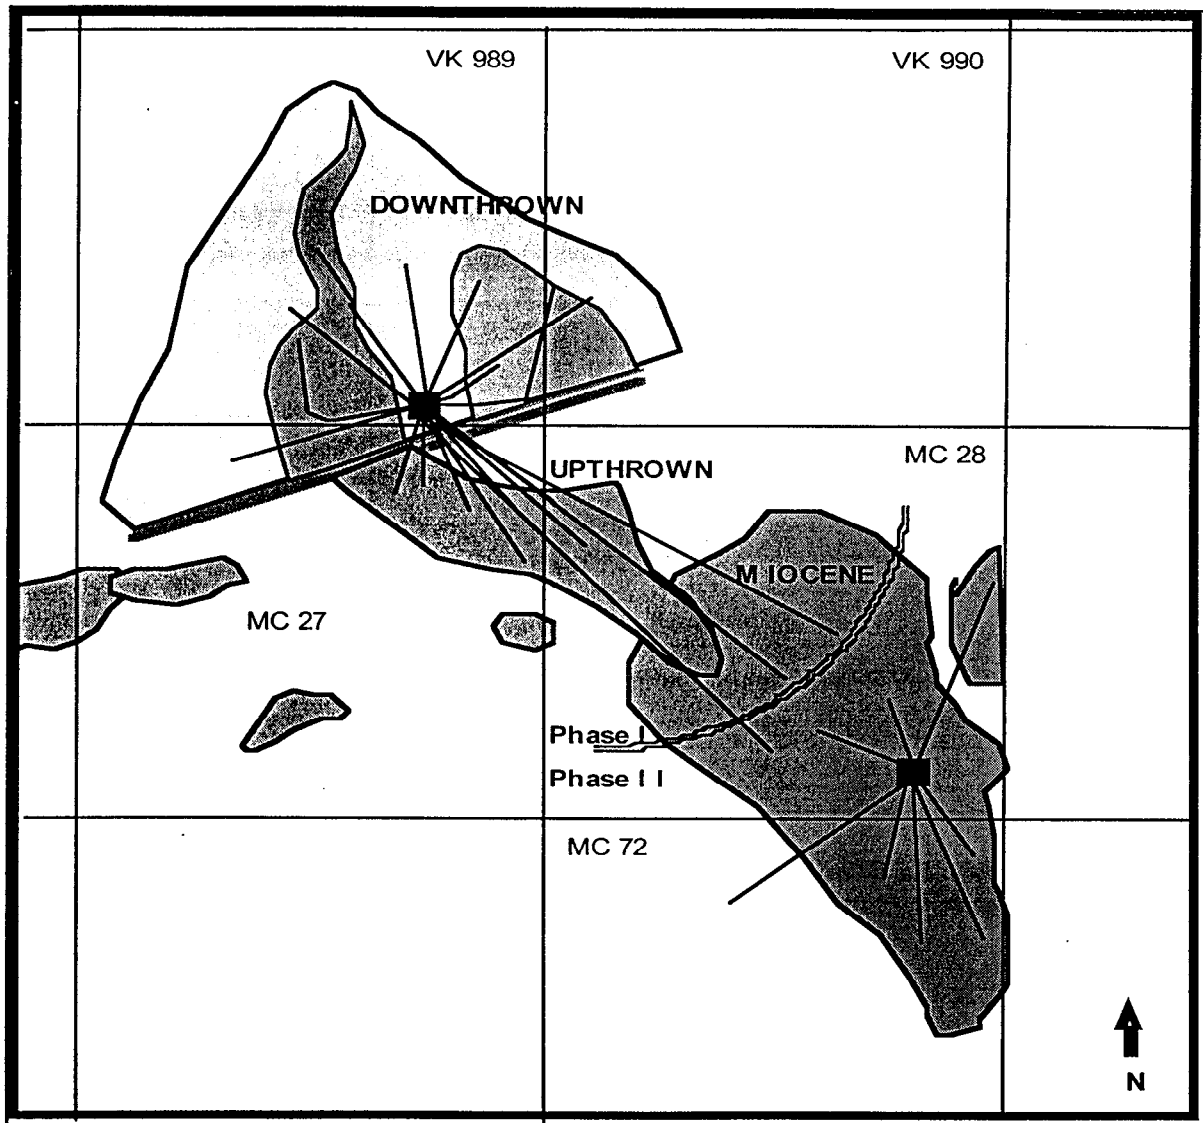 VK 989
VK 990
DOWNTHROWN
MC 28
UPTHROWN
MIOCENE
MC 27
Phase I
Phase II
MC 72
N